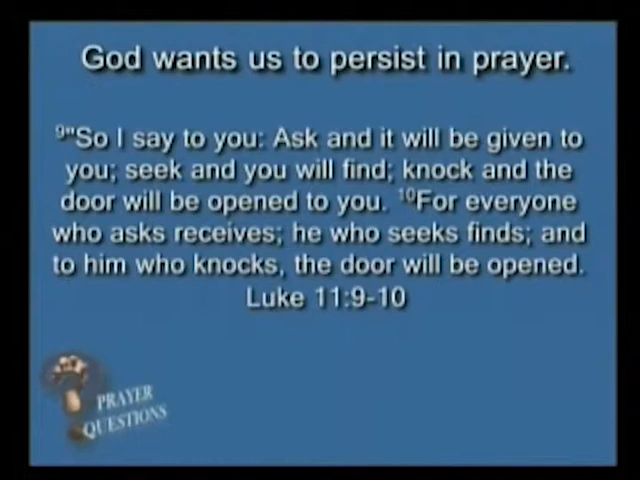 God wants us to persist in prayer.
⁹"So I say to you: Ask and it will be given to
you; seek and you will find; knock and the
door will be opened to you. ¹⁰For everyone
who asks receives; he who seeks finds; and
to him who knocks, the door will be opened.
Luke 11:9-10
PRAYER
QUESTIONS